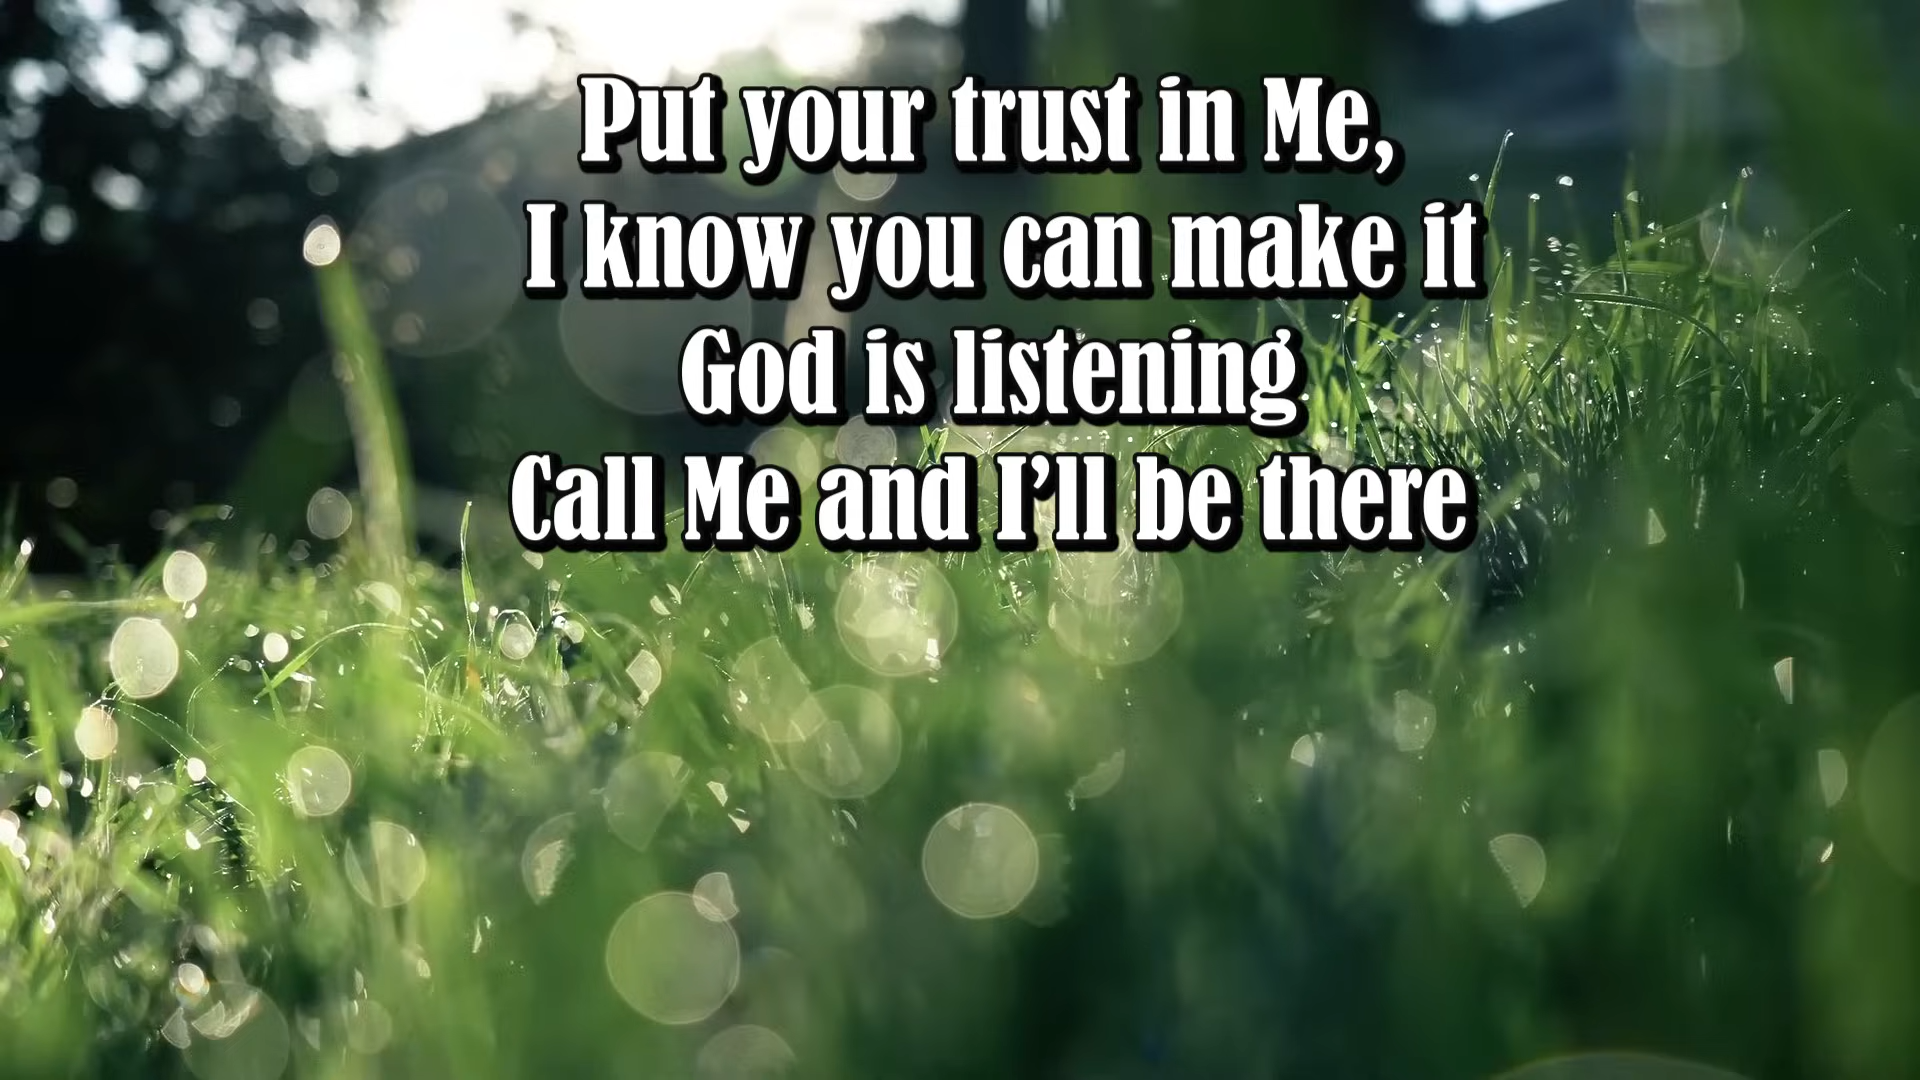 Put your trust in Me,
I know you can make it
God is listening
Call Me and I’ll be there